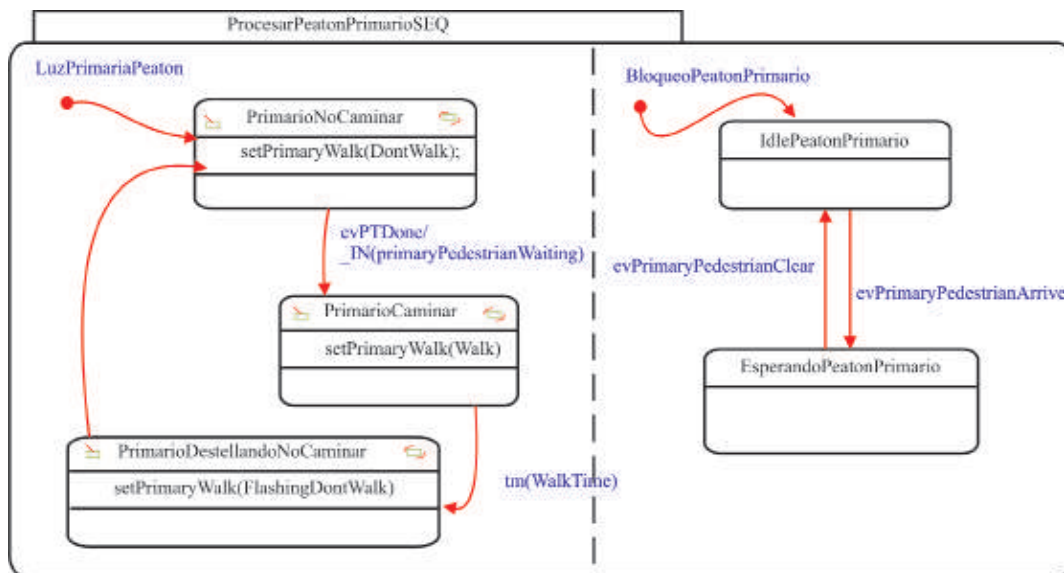 ProcesarPeatonPrimarioSEQ
LuzPrimariaPeaton
PrimarioNoCaminar
setPrimaryWalk(DontWalk);
evPTDone/
_IN(primaryPedestrianWaiting)
PrimarioCaminar
setPrimaryWalk(Walk)
PrimarioDestellandoNoCaminar
setPrimaryWalk(FlashingDontWalk)
tm(WalkTime)
BloqueoPeatonPrimario
IdlePeatonPrimario
evPrimaryPedestrianClear
evPrimaryPedestrianArrive
EsperandoPeatonPrimario